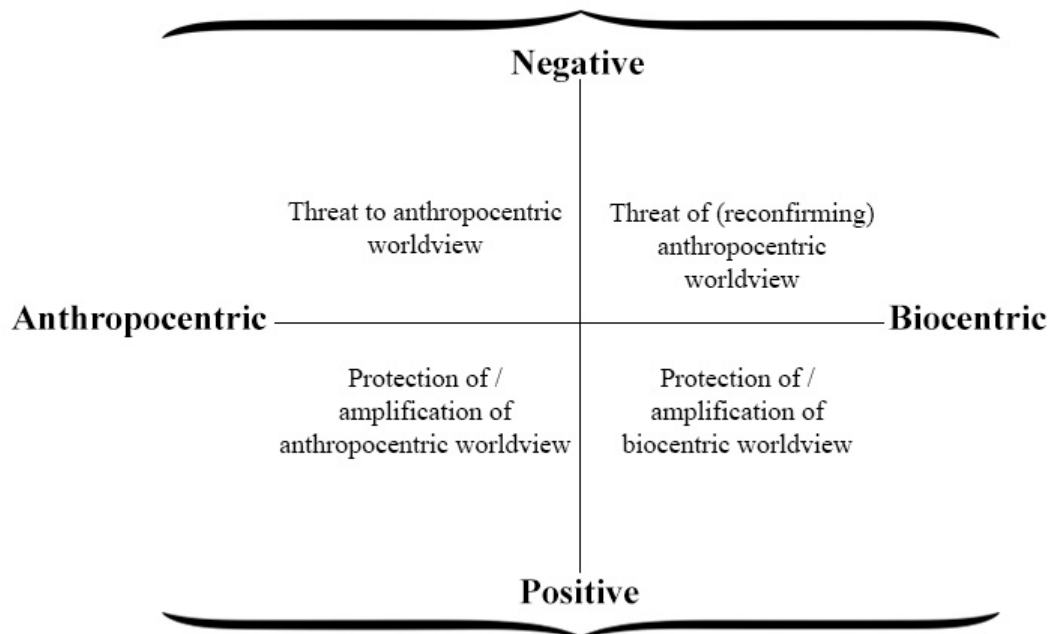 Negative
Threat to anthropocentric
worldview
Threat of (reconfirming)
anthropocentric
worldview
Anthropocentric
Biocentric
Protection of /
amplification of
anthropocentric worldview
Protection of /
amplification of
biocentric worldview
Positive